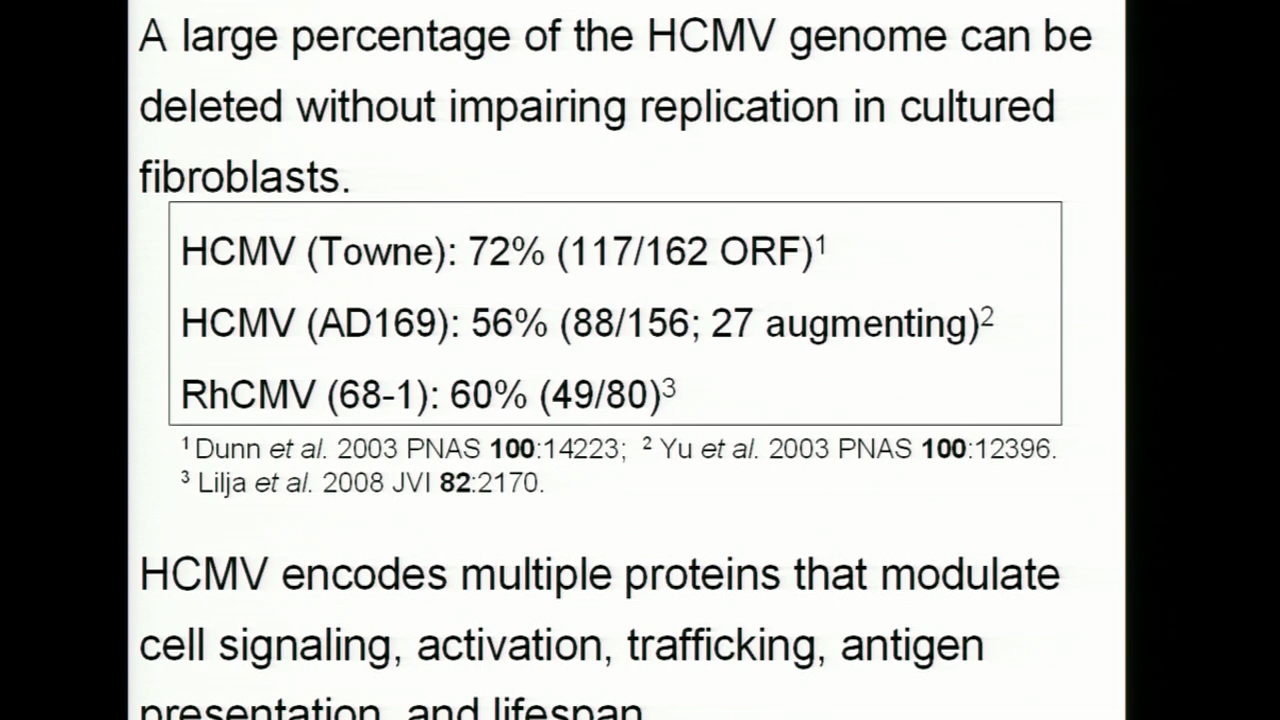 A large percentage of the HCMV genome can be
deleted without impairing replication in cultured
fibroblasts.
HCMV (Towne): 72% (117/162 ORF)¹
HCMV (AD169): 56% (88/156; 27 augmenting)²
RhCMV (68-1): 60% (49/80)³
¹ Dunn et al. 2003 PNAS 100:14223; ² Yu et al. 2003 PNAS 100:12396.
³ Lilja et al. 2008 JVI 82:2170.
HCMV encodes multiple proteins that modulate
cell signaling, activation, trafficking, antigen
presentation, and lifespan